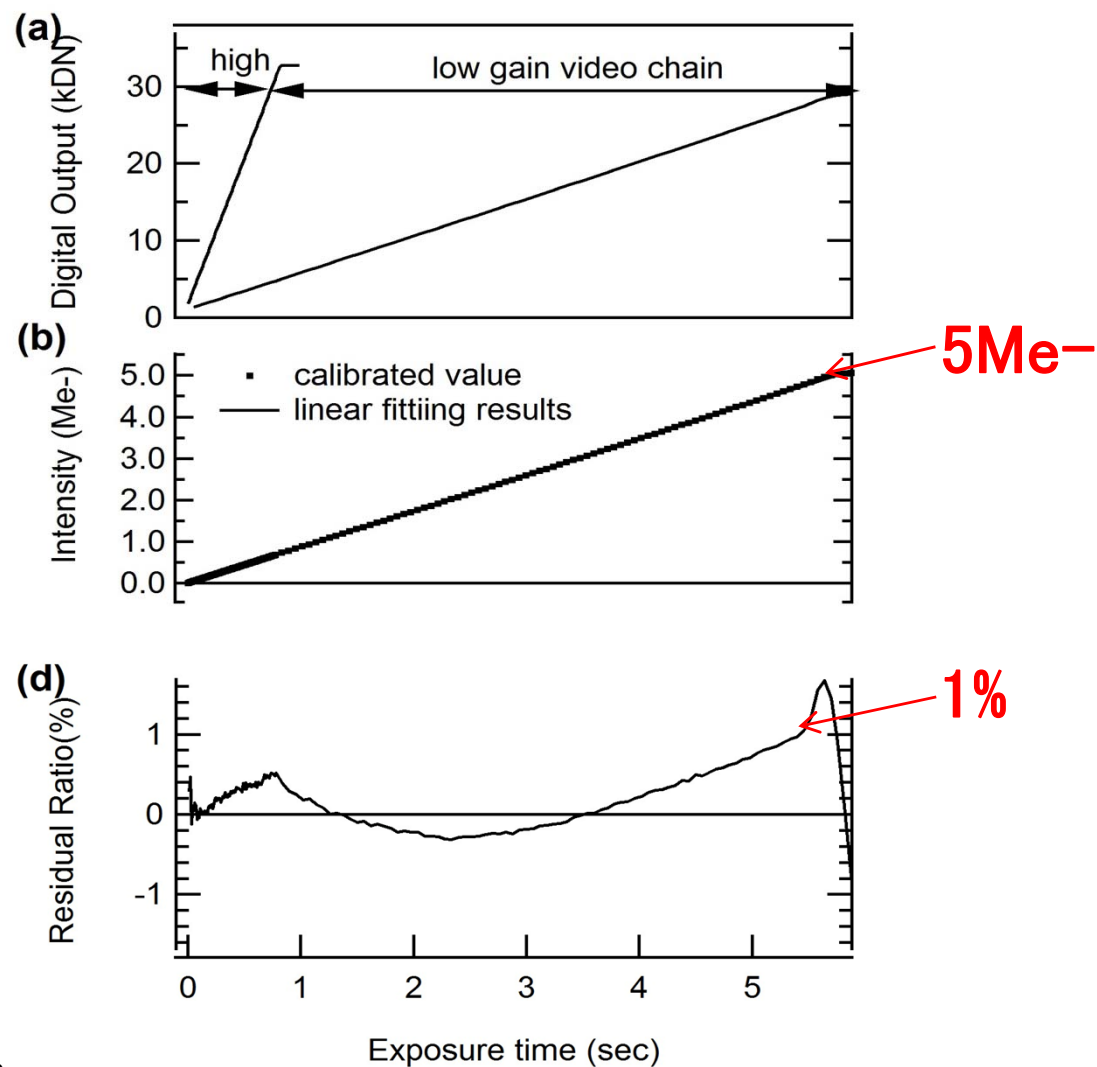 (a)
Digital Output (kDN)
30
20
10
0
high
low gain video chain
(b)
Intensity (Me-)
5.0
4.0
3.0
2.0
1.0
0.0
calibrated value
linear fittiing results
5Me−
(d)
Residual Ratio(%)
1
0
-1
1%
0 1 2 3 4 5
Exposure time (sec)